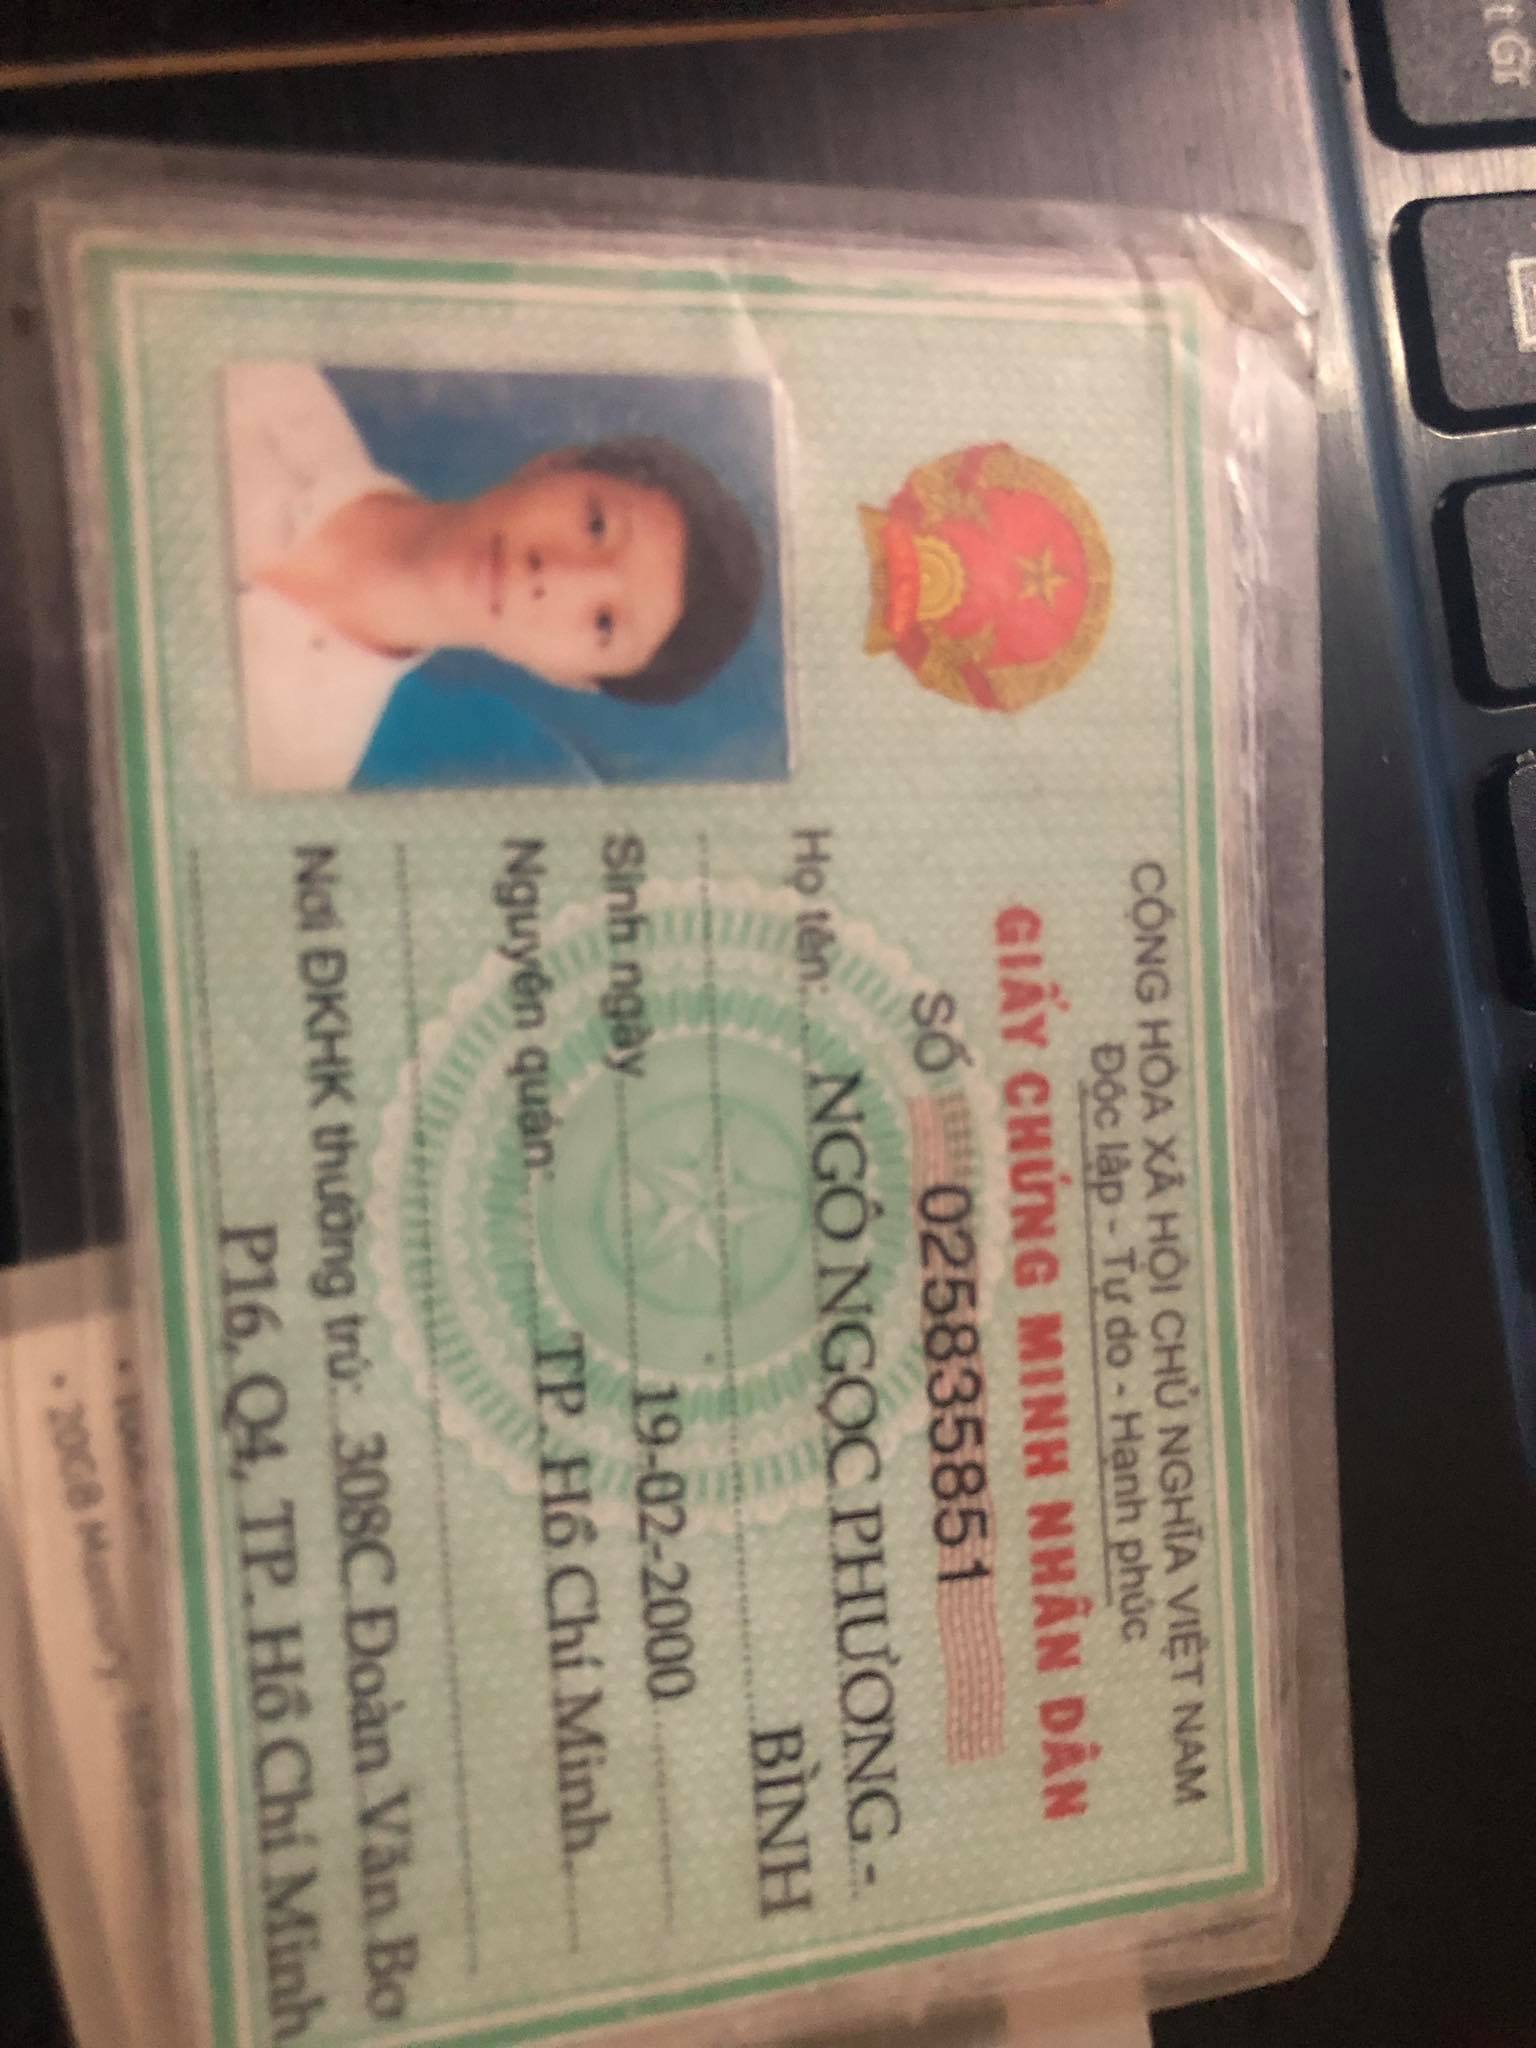 CỘNG HÒA XÃ HỘI CHỦ NGHĨA VIỆT NAM
Độc lập - Tự do - Hạnh phúc
GIẤY CHỨNG MINH NHÂN DÂN
SỐ 025835851
Họ tên: NGÔ NGỌC PHƯƠNG -
BÌNH
Sinh ngày 19-02-2000
Nguyên quán: TP. Hồ Chí Minh
Nơi ĐKHK thường trú: 308C Đoàn Văn Bơ
P16, Q4, TP. Hồ Chí Minh
• 2008